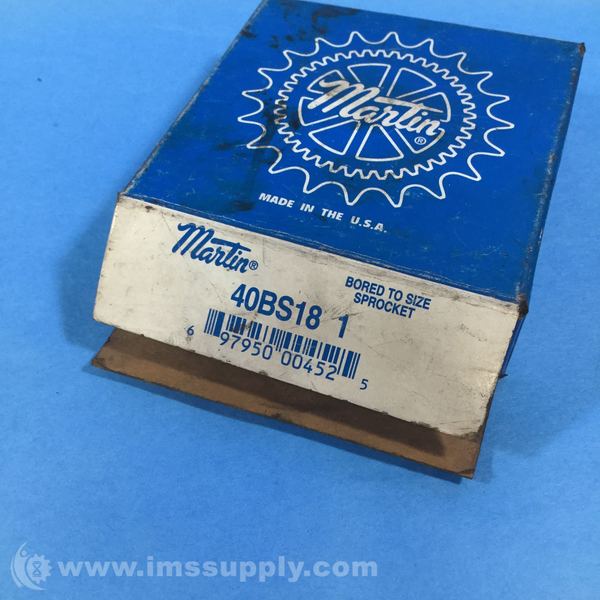 Martin®
MADE IN THE U.S.A.
Martin®
BORED TO SIZE
SPROCKET
40BS18 1
6 97950 00452 5
www.imssupply.com